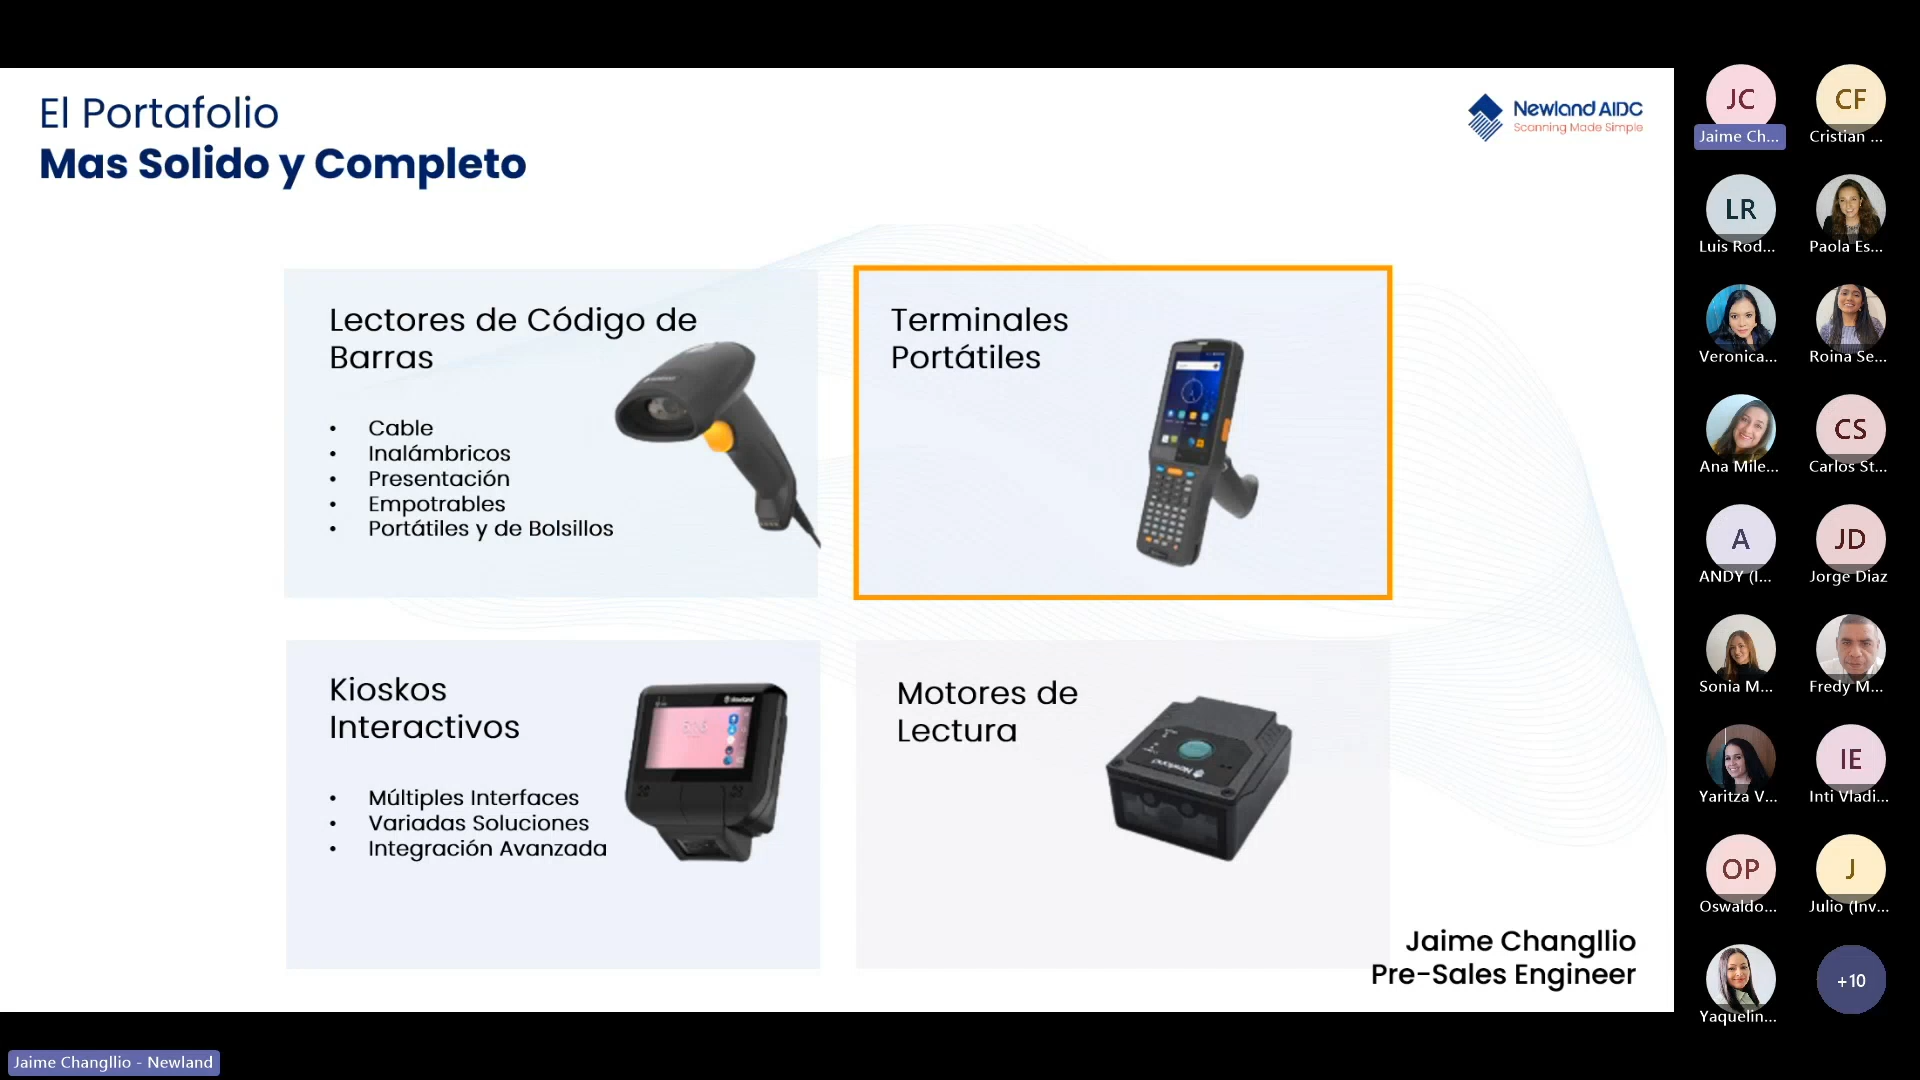 El Portafolio
Mas Solido y Completo
Newland AIDC
Scanning Made Simple
Lectores de Código de
Barras
• Cable
• Inalámbricos
• Presentación
• Empotrables
• Portátiles y de Bolsillos
Terminales
Portátiles
Kioskos
Interactivos
• Múltiples Interfaces
• Variadas Soluciones
• Integración Avanzada
Newland
Motores de
Lectura
Newland
Jaime Changllio
Pre-Sales Engineer
Jaime Changllio - Newland
JC
Jaime Ch...
CF
Cristian ...
LR
Luis Rod...
Paola Es...
Veronica...
Roina Se...
Ana Mile...
CS
Carlos St...
A
ANDY (I...
JD
Jorge Diaz
Sonia M...
Fredy M...
Yaritza V...
IE
Inti Vladi...
OP
Oswaldo...
J
Julio (Inv...
Yaquelin...
+10